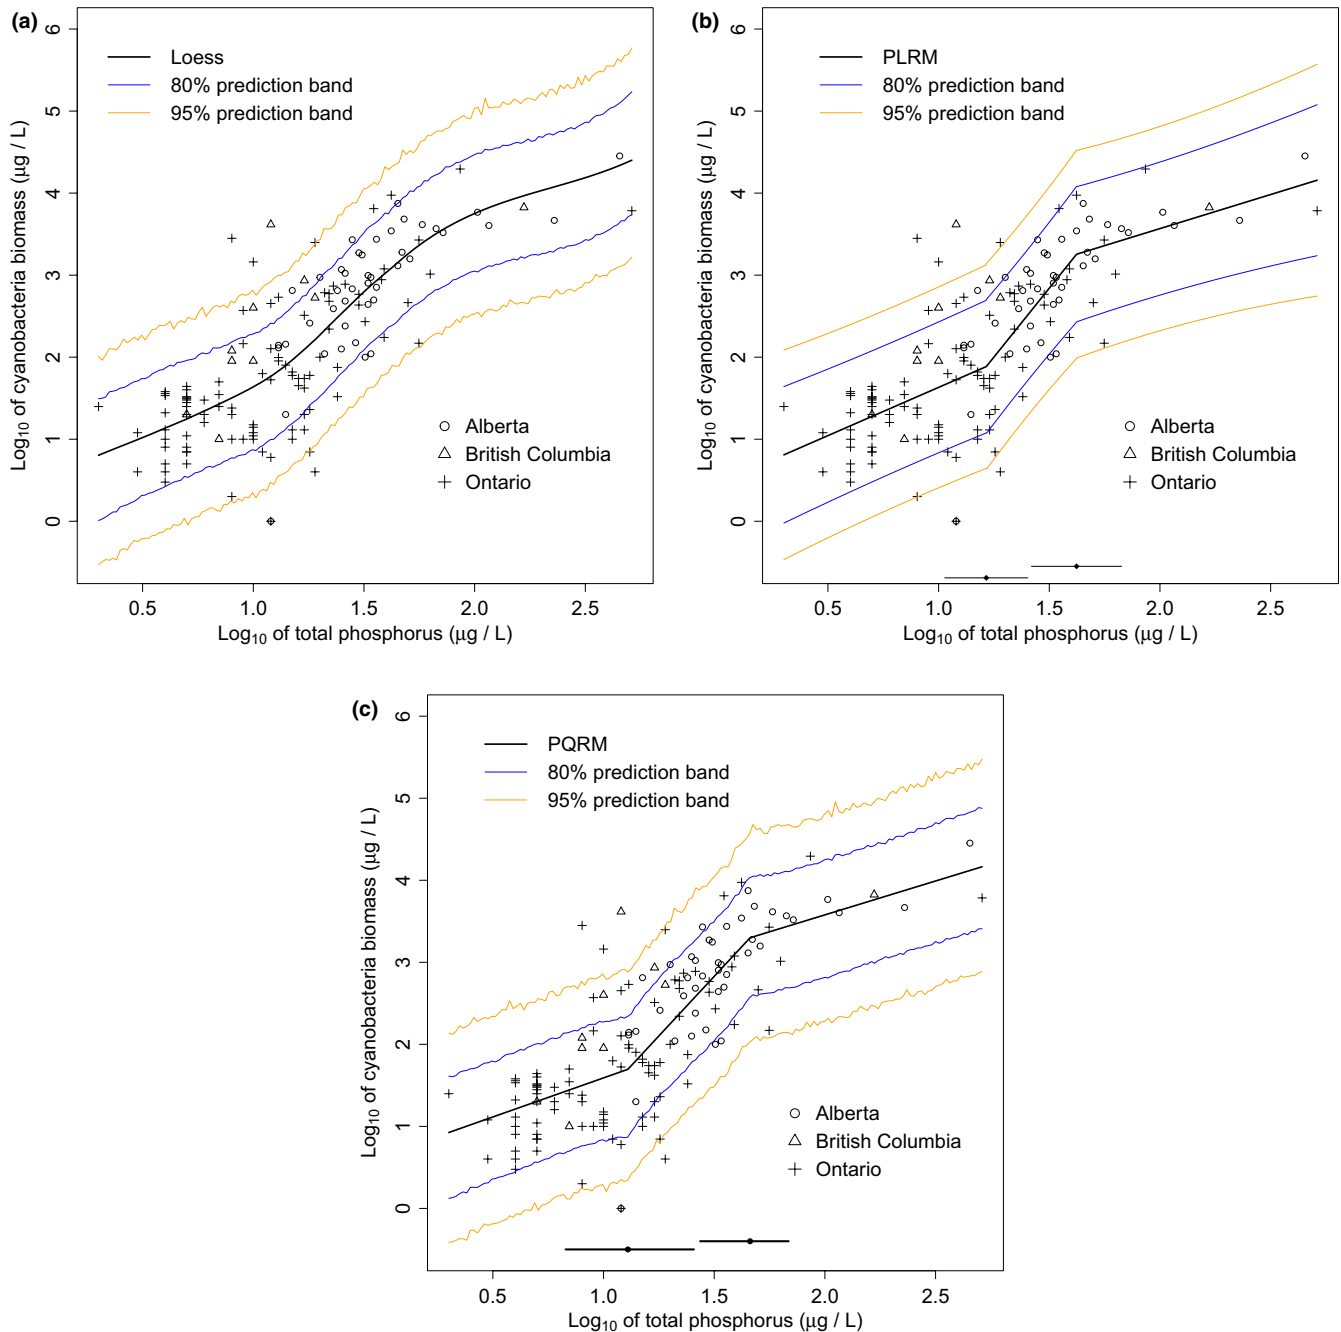 (a)
Loess
80% prediction band
95% prediction band
Log10 of cyanobacteria biomass (μg / L)
6
5
4
3
2
1
0
Alberta
British Columbia
Ontario
0.5 1.0 1.5 2.0 2.5
Log10 of total phosphorus (μg / L)
(b)
PLRM
80% prediction band
95% prediction band
Log10 of cyanobacteria biomass (μg / L)
6
5
4
3
2
1
0
Alberta
British Columbia
Ontario
0.5 1.0 1.5 2.0 2.5
Log10 of total phosphorus (μg / L)
(c)
PQRM
80% prediction band
95% prediction band
Log10 of cyanobacteria biomass (μg / L)
6
5
4
3
2
1
0
Alberta
British Columbia
Ontario
0.5 1.0 1.5 2.0 2.5
Log10 of total phosphorus (μg / L)